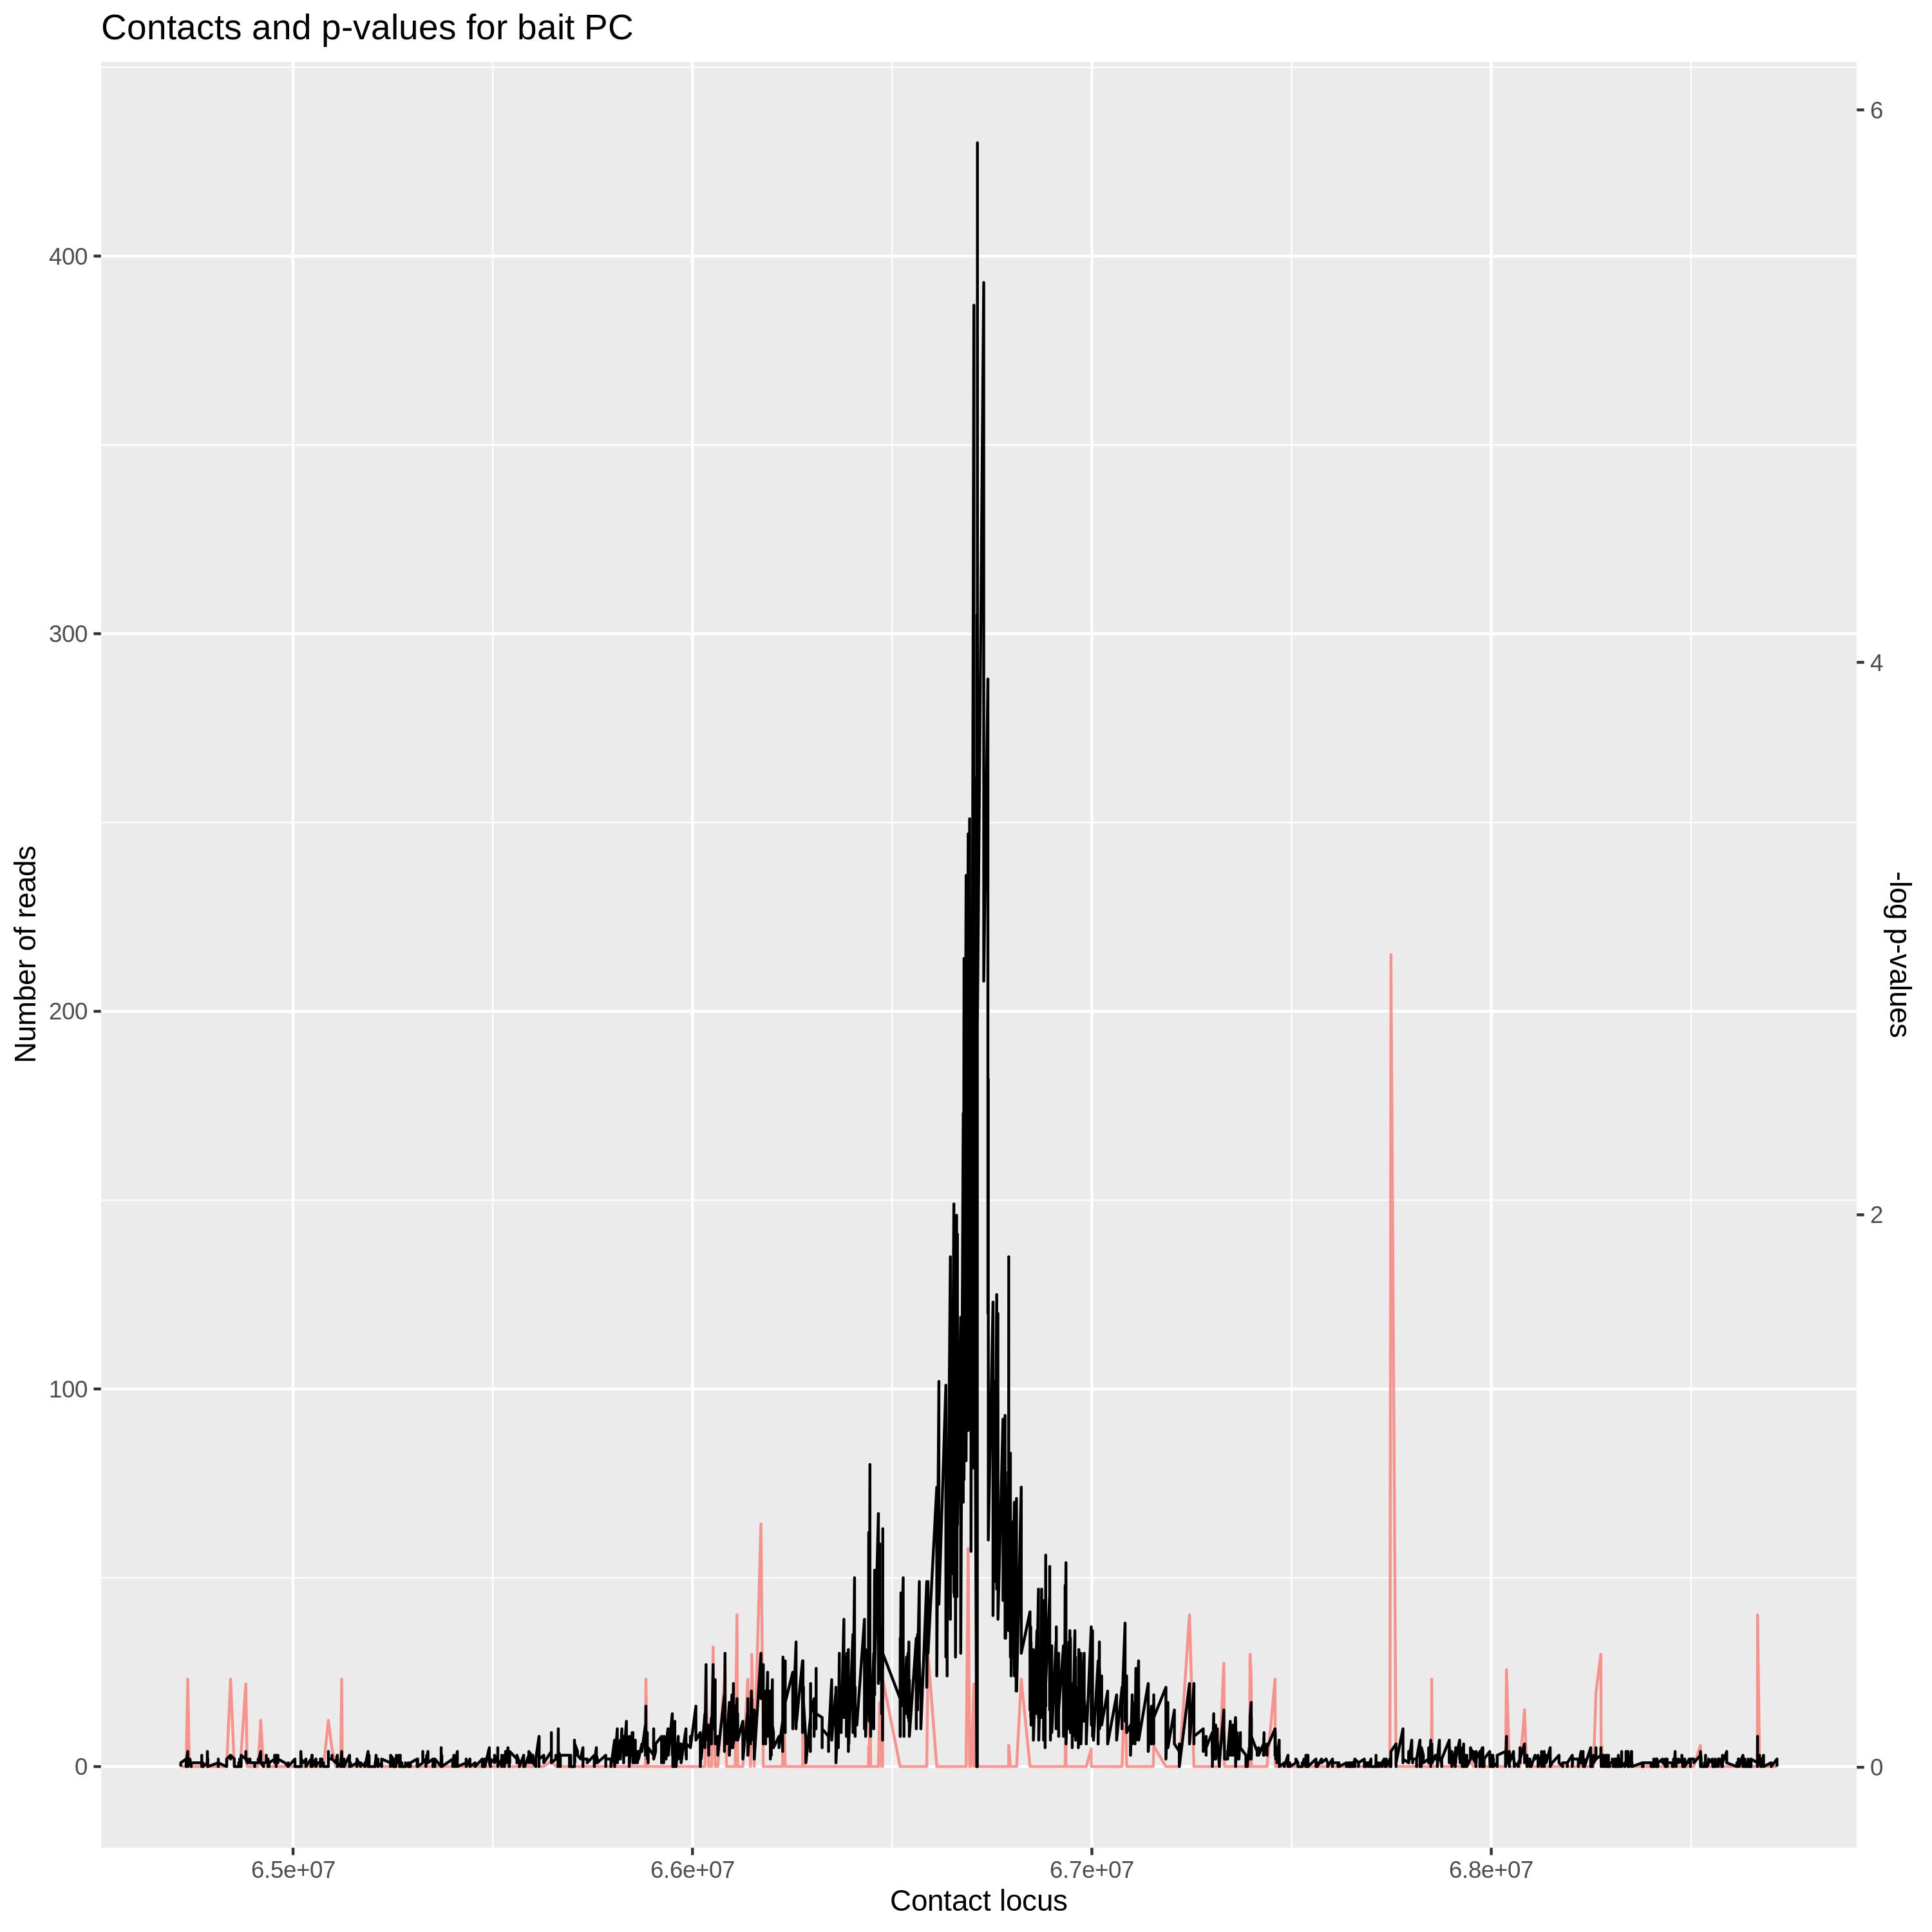 Contacts and p-values for bait PC
400
300
200
100
0
6
4
2
0
Number of reads
-log p-values
6.5e+07
6.6e+07
6.7e+07
6.8e+07
Contact locus